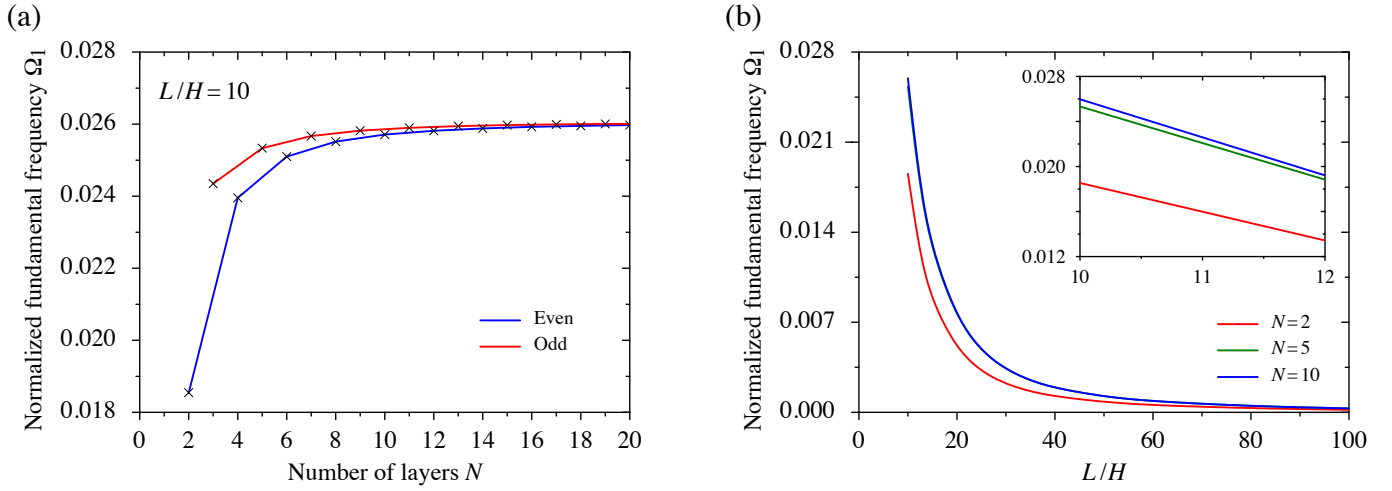 (a)
Normalized fundamental frequency Ω₁
0.028
0.026
0.024
0.022
0.020
0.018
L/H = 10
Even
Odd
0 2 4 6 8 10 12 14 16 18 20
Number of layers N
(b)
Normalized fundamental frequency Ω₁
0.028
0.021
0.014
0.007
0.000
0.028
0.020
0.012
10 11 12
N = 2
N = 5
N = 10
0 20 40 60 80 100
L/H